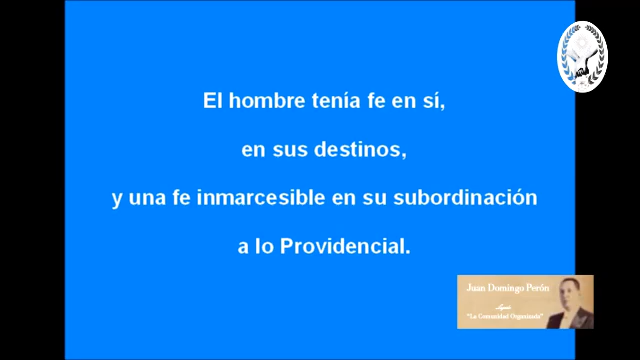 El hombre tenía fe en sí,
en sus destinos,
y una fe inmarcesible en su subordinación
a lo Providencial.
Juan Domingo Perón
"La Comunidad Organizada"